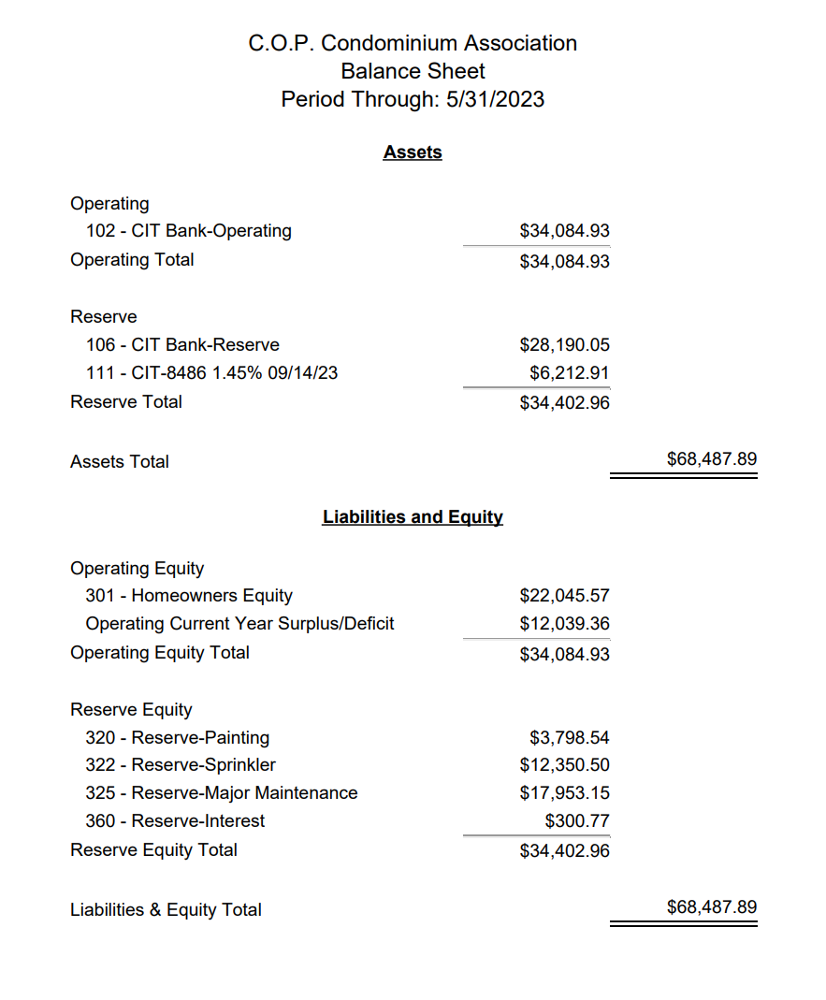 C.O.P. Condominium Association
Balance Sheet
Period Through: 5/31/2023
Assets
Operating
102 - CIT Bank-Operating $34,084.93
Operating Total $34,084.93
Reserve
106 - CIT Bank-Reserve $28,190.05
111 - CIT-8486 1.45% 09/14/23 $6,212.91
Reserve Total $34,402.96
Assets Total $68,487.89
Liabilities and Equity
Operating Equity
301 - Homeowners Equity $22,045.57
Operating Current Year Surplus/Deficit $12,039.36
Operating Equity Total $34,084.93
Reserve Equity
320 - Reserve-Painting $3,798.54
322 - Reserve-Sprinkler $12,350.50
325 - Reserve-Major Maintenance $17,953.15
360 - Reserve-Interest $300.77
Reserve Equity Total $34,402.96
Liabilities & Equity Total $68,487.89